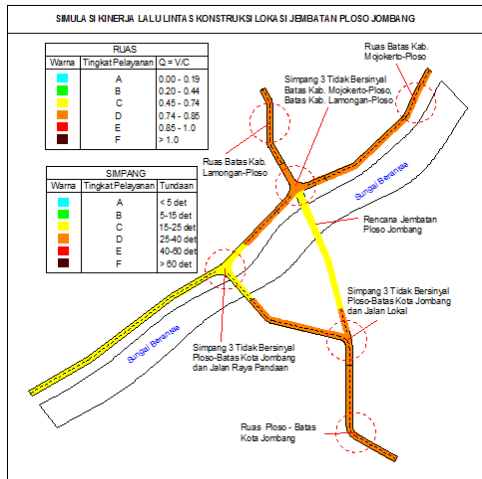 SIMULASI KINERJA LALU LINTAS KONSTRUKSI LOKASI JEMBATAN PLOSO JOMBANG
RUAS
Warna Tingkat Pelayanan Q = V/C
A 0.00 - 0.19
B 0.20 - 0.44
C 0.45 - 0.74
D 0.74 - 0.85
E 0.85 - 1.0
F > 1.0
SIMPANG
Warna Tingkat Pelayanan Tundaan
A < 5 det
B 5-15 det
C 15-25 det
D 25-40 det
E 40-60 det
F > 60 det
Ruas Batas Kab.
Mojokerto-Ploso
Simpang 3 Tidak Bersinyal
Batas Kab. Mojokerto-Ploso,
Batas Kab. Lamongan-Ploso
Ruas Batas Kab.
Lamongan-Ploso
Sungai Berantas
Rencana Jembatan
Ploso Jombang
Simpang 3 Tidak Bersinyal
Ploso-Batas Kota Jombang
dan Jalan Lokal
Sungai Berantas
Simpang 3 Tidak Bersinyal
Ploso-Batas Kota Jombang
dan Jalan Raya Pandaan
Ruas Ploso - Batas
Kota Jombang